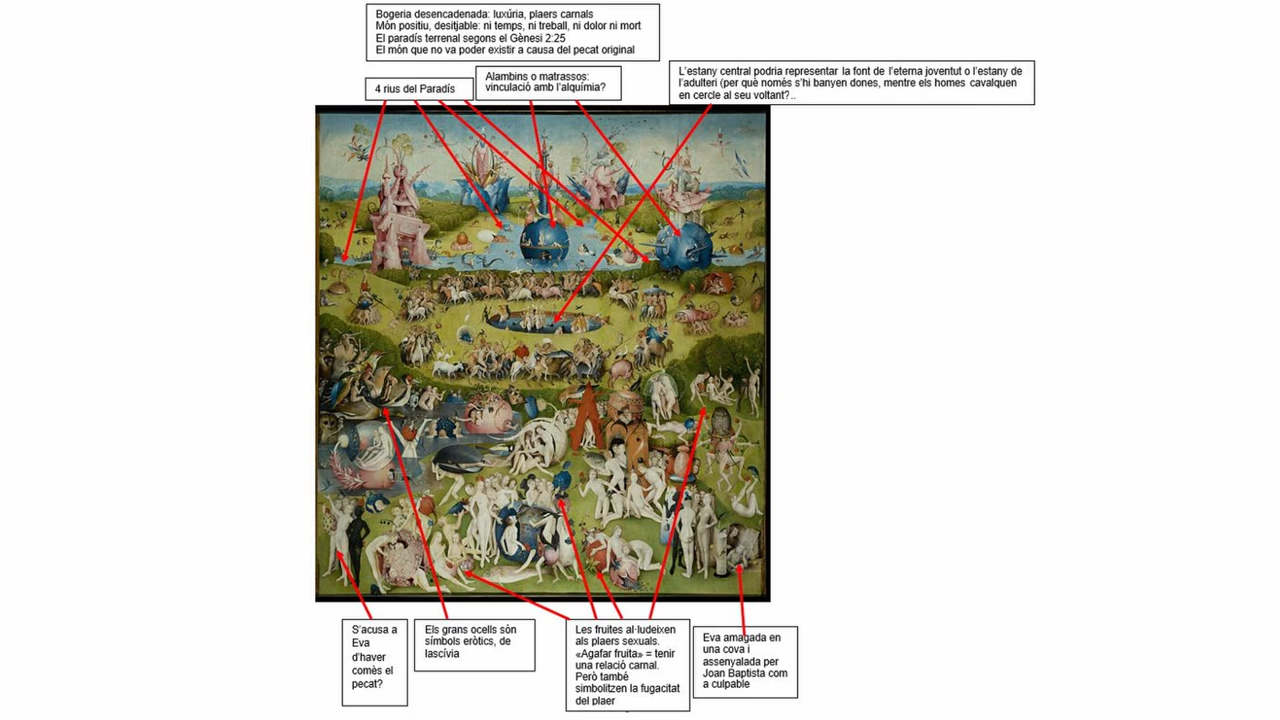 Bogeria desencadenada: luxúria, plaers carnals
Món positiu, desitjable: ni temps, ni treball, ni dolor ni mort
El paradís terrenal segons el Gènesi 2:25
El món que no va poder existir a causa del pecat original
4 rius del Paradís
Alambins o matrassos:
vinculació amb l'alquímia?
L'estany central podria representar la font de l'eterna joventut o l'estany de
l'adulteri (per què només s'hi banyen dones, mentre els homes cavalquen
en cercle al seu voltant?..
S'acusa a
Eva
d'haver
comès el
pecat?
Els grans ocells són
símbols eròtics, de
lascívia
Les fruites al·ludeixen
als plaers sexuals.
«Agafar fruita» = tenir
una relació carnal.
Però també
simbolitzen la fugacitat
del plaer
Eva amagada en
una cova i
assenyalada per
Joan Baptista com
a culpable